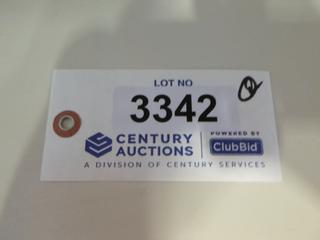 LOT NO
3342
CENTURY
AUCTIONS
POWERED BY
ClubBid
A DIVISION OF CENTURY SERVICES